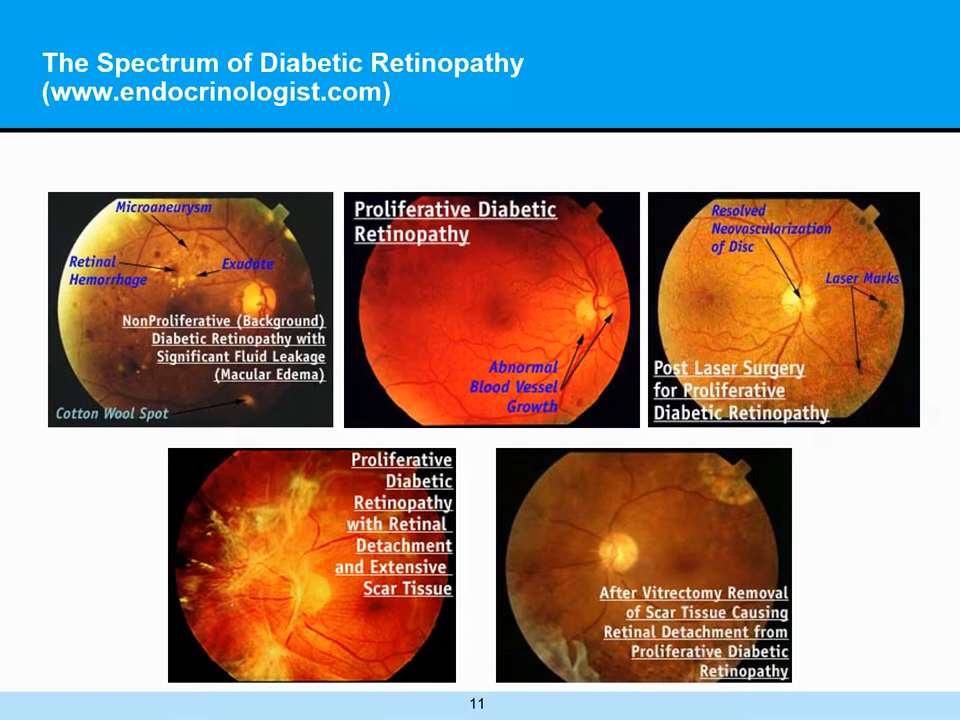 The Spectrum of Diabetic Retinopathy
(www.endocrinologist.com)
Microaneurysm
Retinal
Hemorrhage
Exudate
NonProliferative (Background)
Diabetic Retinopathy with
Significant Fluid Leakage
(Macular Edema)
Cotton Wool Spot
Proliferative Diabetic
Retinopathy
Abnormal
Blood Vessel
Growth
Resolved
Neovascularization
of Disc
Laser Marks
Post Laser Surgery
for Proliferative
Diabetic Retinopathy
Proliferative
Diabetic
Retinopathy
with Retinal
Detachment
and Extensive
Scar Tissue
After Vitrectomy Removal
of Scar Tissue Causing
Retinal Detachment from
Proliferative Diabetic
Retinopathy
11